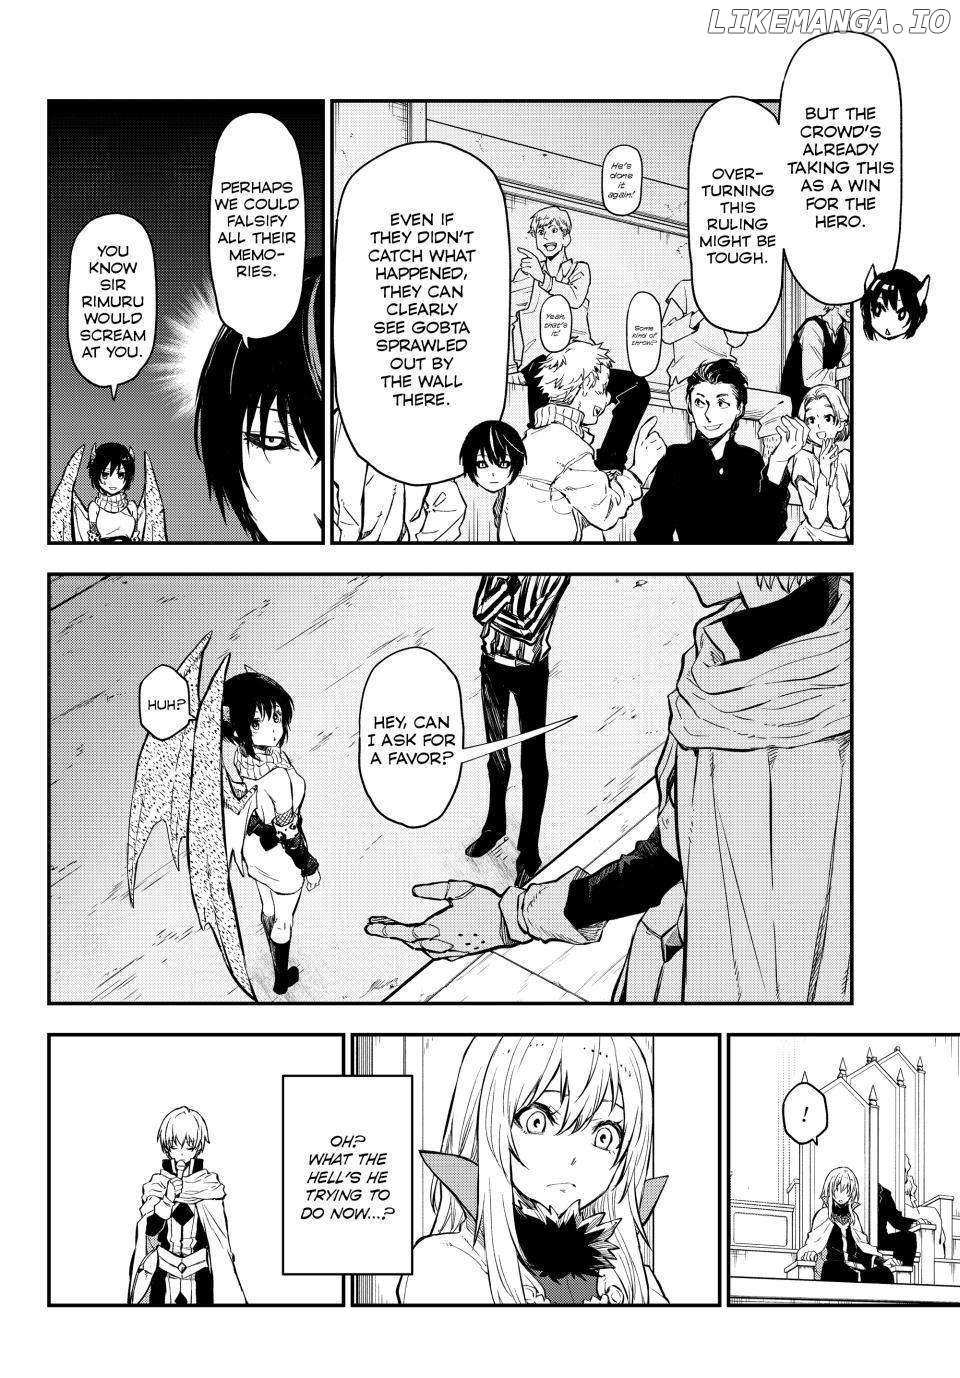 LIKEMANGA.IO
BUT THE
CROWD'S
ALREADY
TAKING THIS
AS A WIN
FOR THE
HERO.
OVER-
TURNING
THIS
RULING
MIGHT BE
TOUGH.
He's
done
it
again!
Yeah,
that's
it!
Some
kind of
throw?
EVEN IF
THEY DIDN'T
CATCH WHAT
HAPPENED,
THEY CAN
CLEARLY
SEE GOBTA
SPRAWLED
OUT BY
THE WALL
THERE.
PERHAPS
WE COULD
FALSIFY
ALL THEIR
MEMO-
RIES.
YOU
KNOW
SIR
RIMURU
WOULD
SCREAM
AT YOU.
HEY, CAN
I ASK FOR
A FAVOR?
HUH?
!
OH?
WHAT THE
HELL'S HE
TRYING TO
DO NOW...?